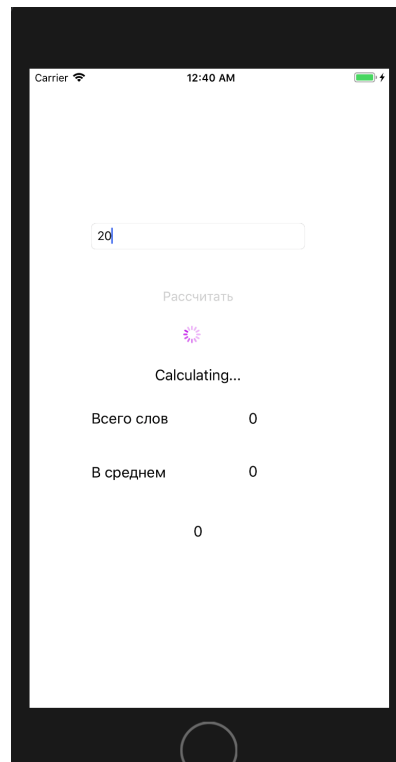 Carrier 12:40 AM
20
Рассчитать
Calculating...
Всего слов 0
В среднем 0
0